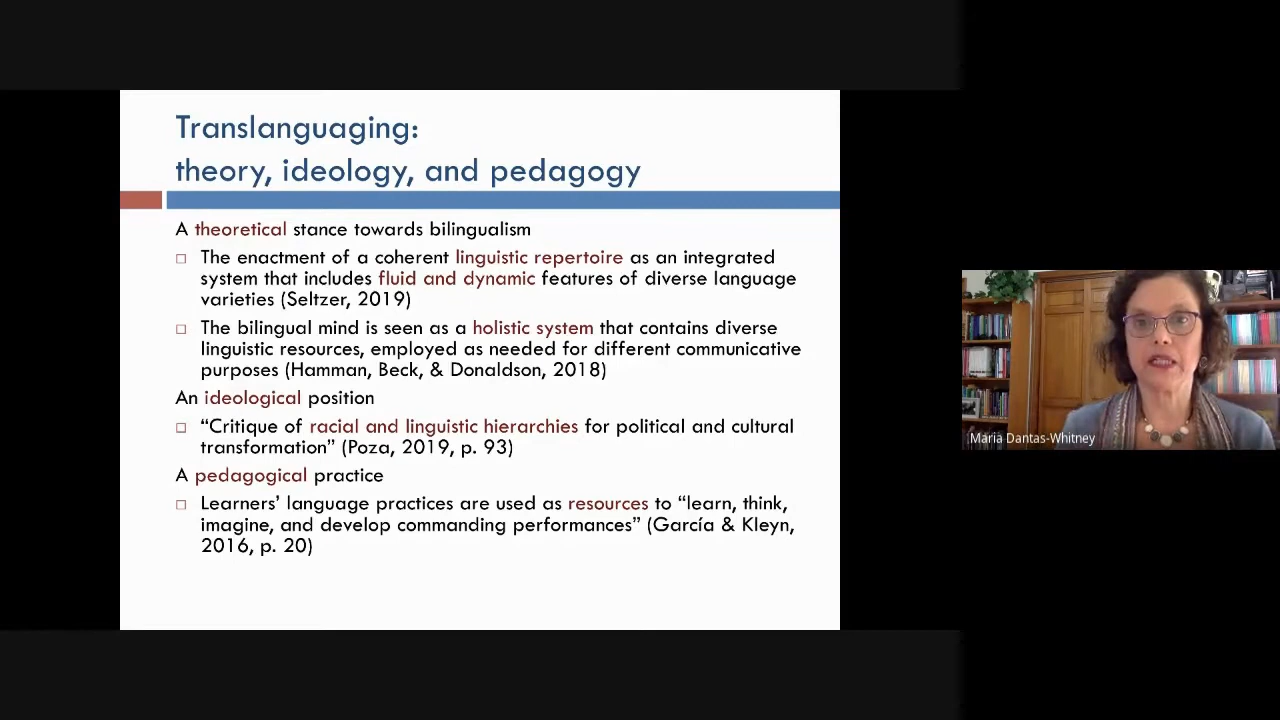 Translanguaging:
theory, ideology, and pedagogy
A theoretical stance towards bilingualism
The enactment of a coherent linguistic repertoire as an integrated
system that includes fluid and dynamic features of diverse language
varieties (Seltzer, 2019)
The bilingual mind is seen as a holistic system that contains diverse
linguistic resources, employed as needed for different communicative
purposes (Hamman, Beck, & Donaldson, 2018)
An ideological position
“Critique of racial and linguistic hierarchies for political and cultural
transformation” (Poza, 2019, p. 93)
A pedagogical practice
Learners’ language practices are used as resources to “learn, think,
imagine, and develop commanding performances” (García & Kleyn,
2016, p. 20)
Maria Dantas-Whitney